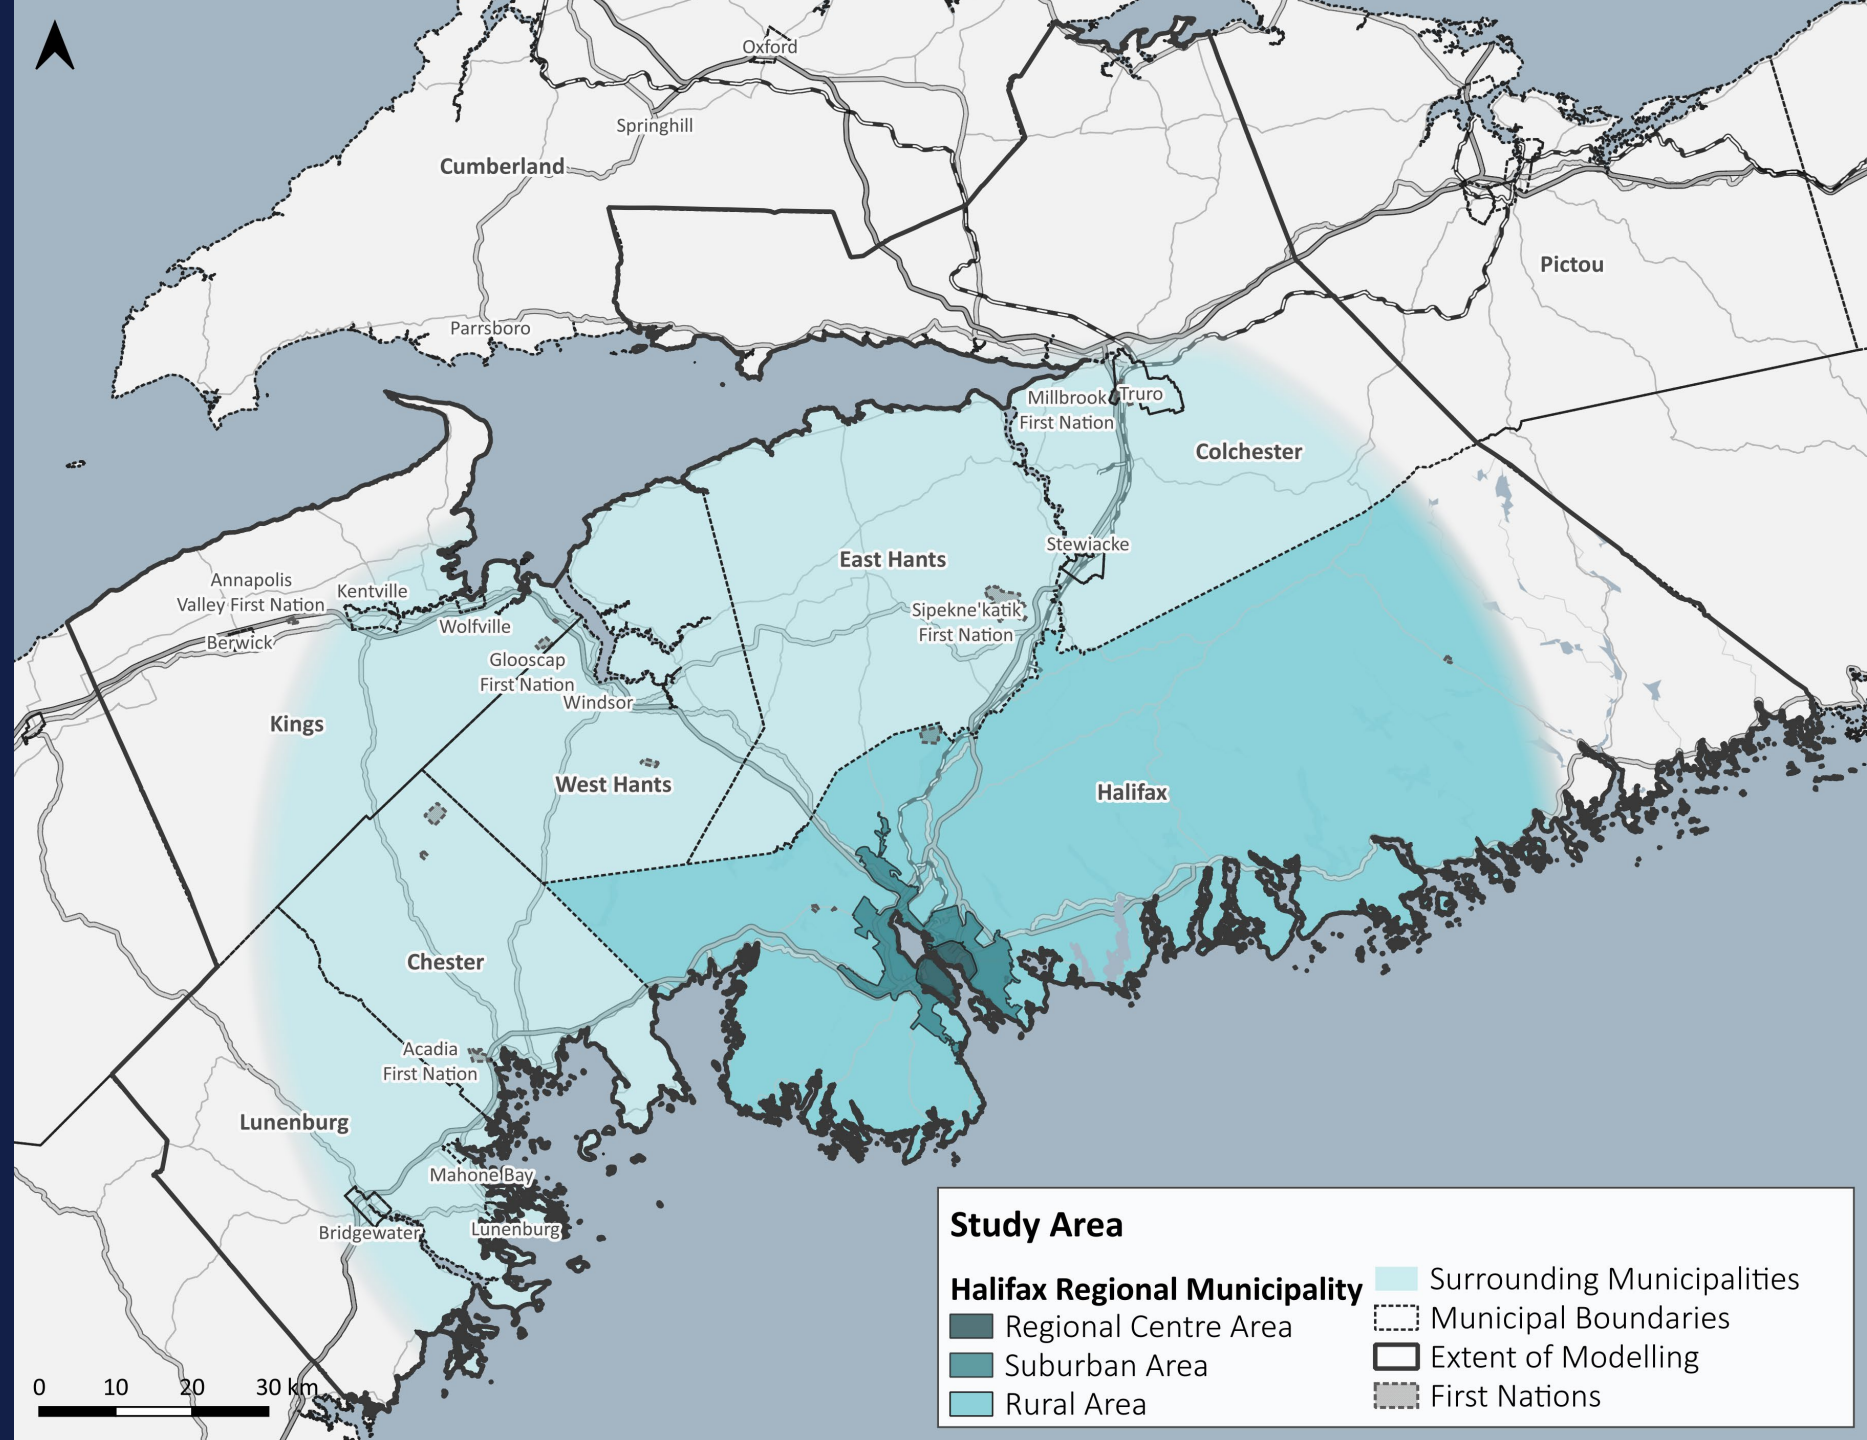 Oxford
Springhill
Cumberland
Pictou
Parrsboro
Millbrook
First Nation
Truro
Colchester
Stewiacke
East Hants
Annapolis
Valley First Nation
Kentville
Berwick
Wolfville
Sipekne'katik
First Nation
Glooscap
First Nation
Windsor
Kings
West Hants
Halifax
Chester
Acadia
First Nation
Lunenburg
Mahone Bay
Bridgewater
Lunenburg
Study Area
Halifax Regional Municipality
Regional Centre Area
Suburban Area
Rural Area
Surrounding Municipalities
Municipal Boundaries
Extent of Modelling
First Nations
0 10 20 30 km